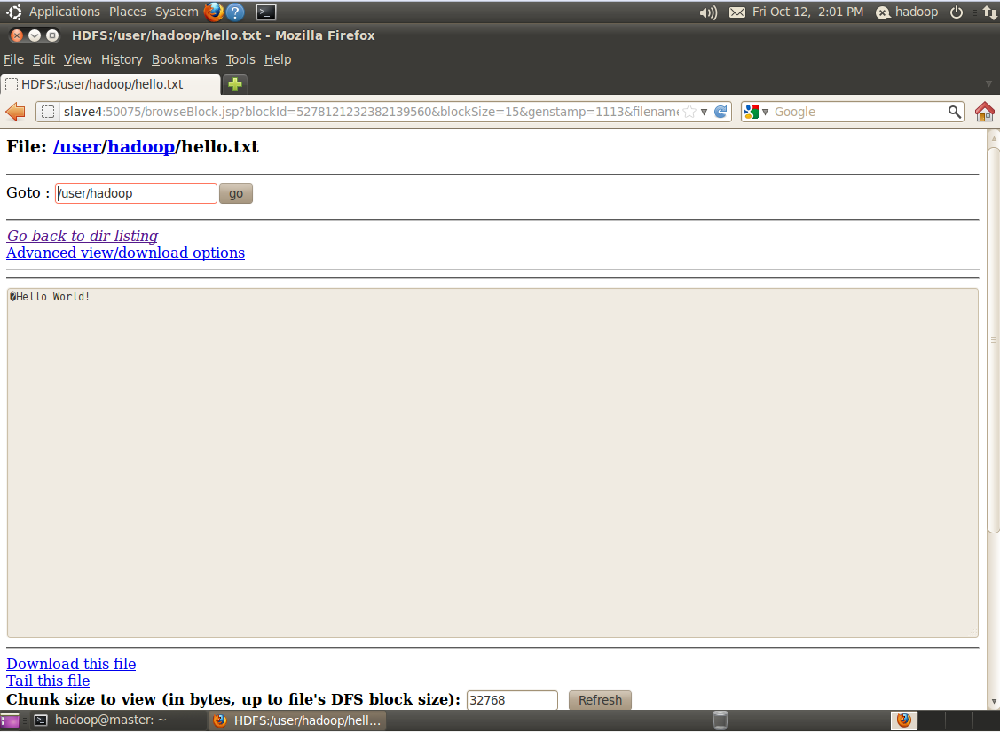 Applications Places System Fri Oct 12, 2:01 PM hadoop
HDFS:/user/hadoop/hello.txt - Mozilla Firefox
File Edit View History Bookmarks Tools Help
HDFS:/user/hadoop/hello.txt
slave4:50075/browseBlock.jsp?blockId=5278121232382139560&blockSize=15&genstamp=1113&filename Google
File: /user/hadoop/hello.txt
Goto : /user/hadoop go
Go back to dir listing
Advanced view/download options
�Hello World!
Download this file
Tail this file
Chunk size to view (in bytes, up to file's DFS block size): 32768 Refresh
hadoop@master: ~ HDFS:/user/hadoop/hell...